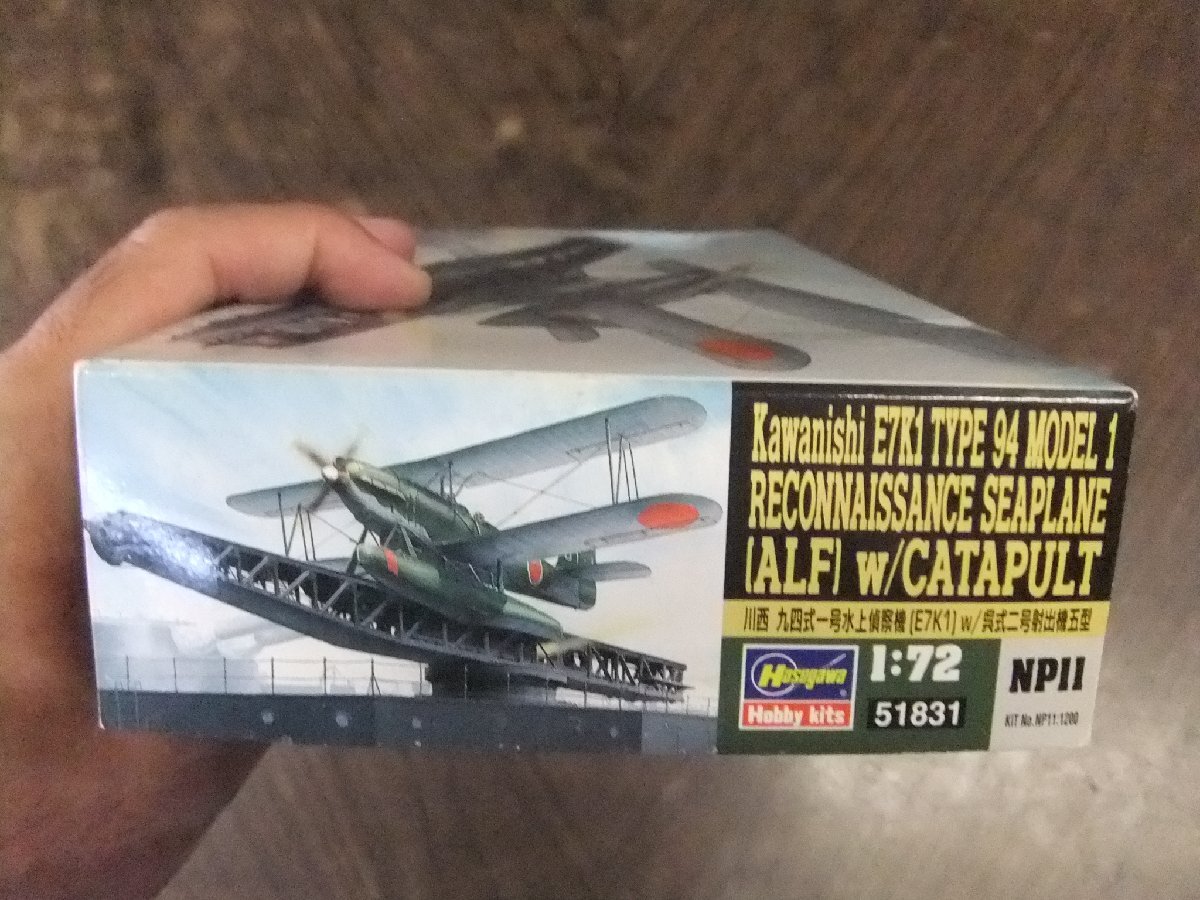 Kawanishi E7K1 TYPE 94 MODEL 1
RECONNAISSANCE SEAPLANE
(ALF) w/CATAPULT
川西 九四式一号水上偵察機 (E7K1) w/呉式二号射出機五型
Hasegawa
Hobby kits
1:72
51831
NP11
KIT No.NP11:1200